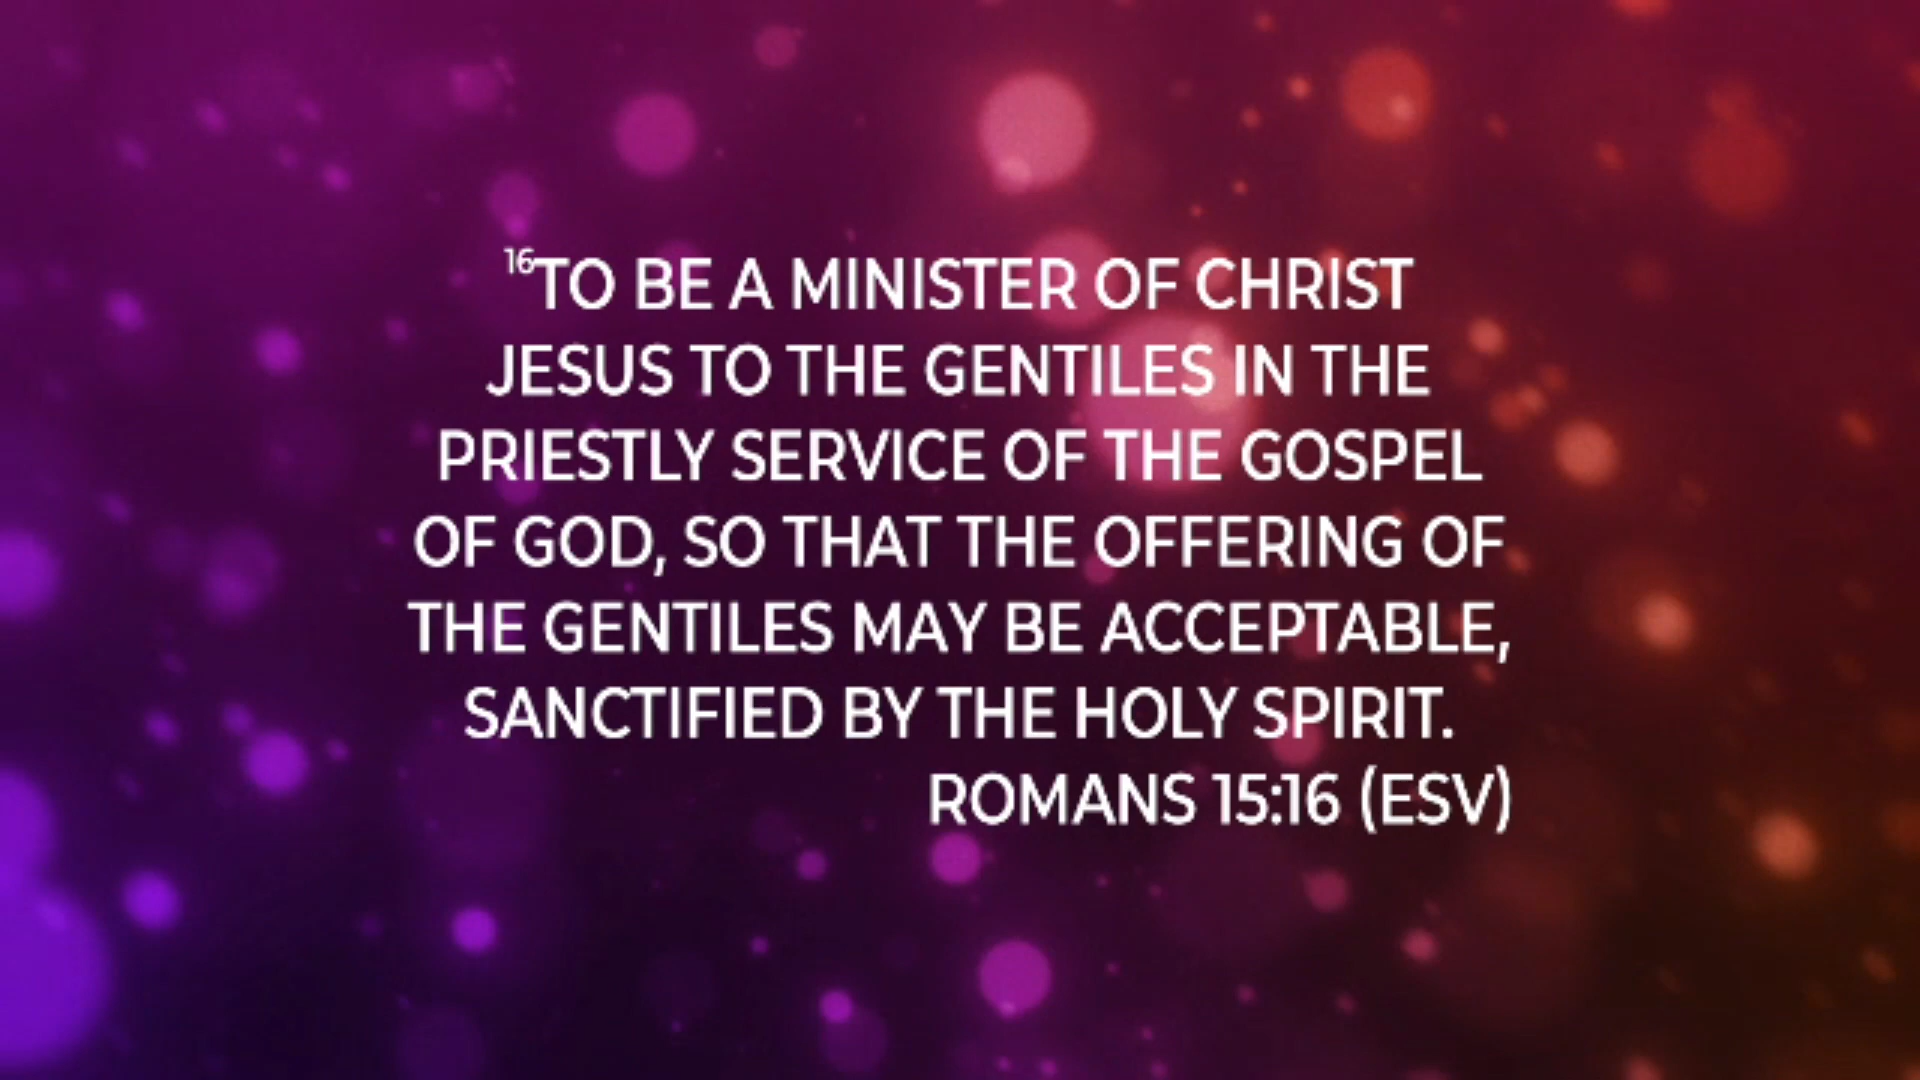 16TO BE A MINISTER OF CHRIST
JESUS TO THE GENTILES IN THE
PRIESTLY SERVICE OF THE GOSPEL
OF GOD, SO THAT THE OFFERING OF
THE GENTILES MAY BE ACCEPTABLE,
SANCTIFIED BY THE HOLY SPIRIT.
ROMANS 15:16 (ESV)